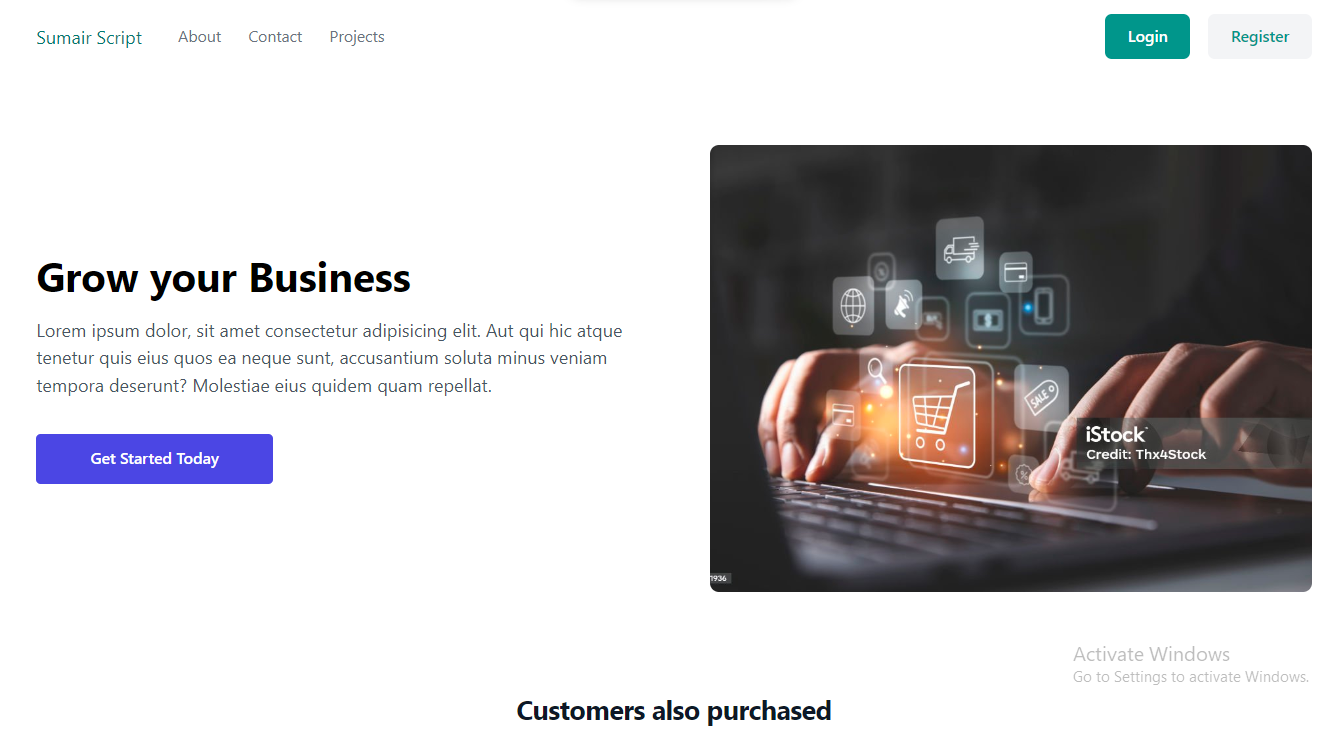 Sumair Script About Contact Projects Login Register
Grow your Business
Lorem ipsum dolor, sit amet consectetur adipisicing elit. Aut qui hic atque
tenetur quis eius quos ea neque sunt, accusantium soluta minus veniam
tempora deserunt? Molestiae eius quidem quam repellat.
Get Started Today
SALE
iStock
Credit: Thx4Stock
1936
Activate Windows
Go to Settings to activate Windows.
Customers also purchased